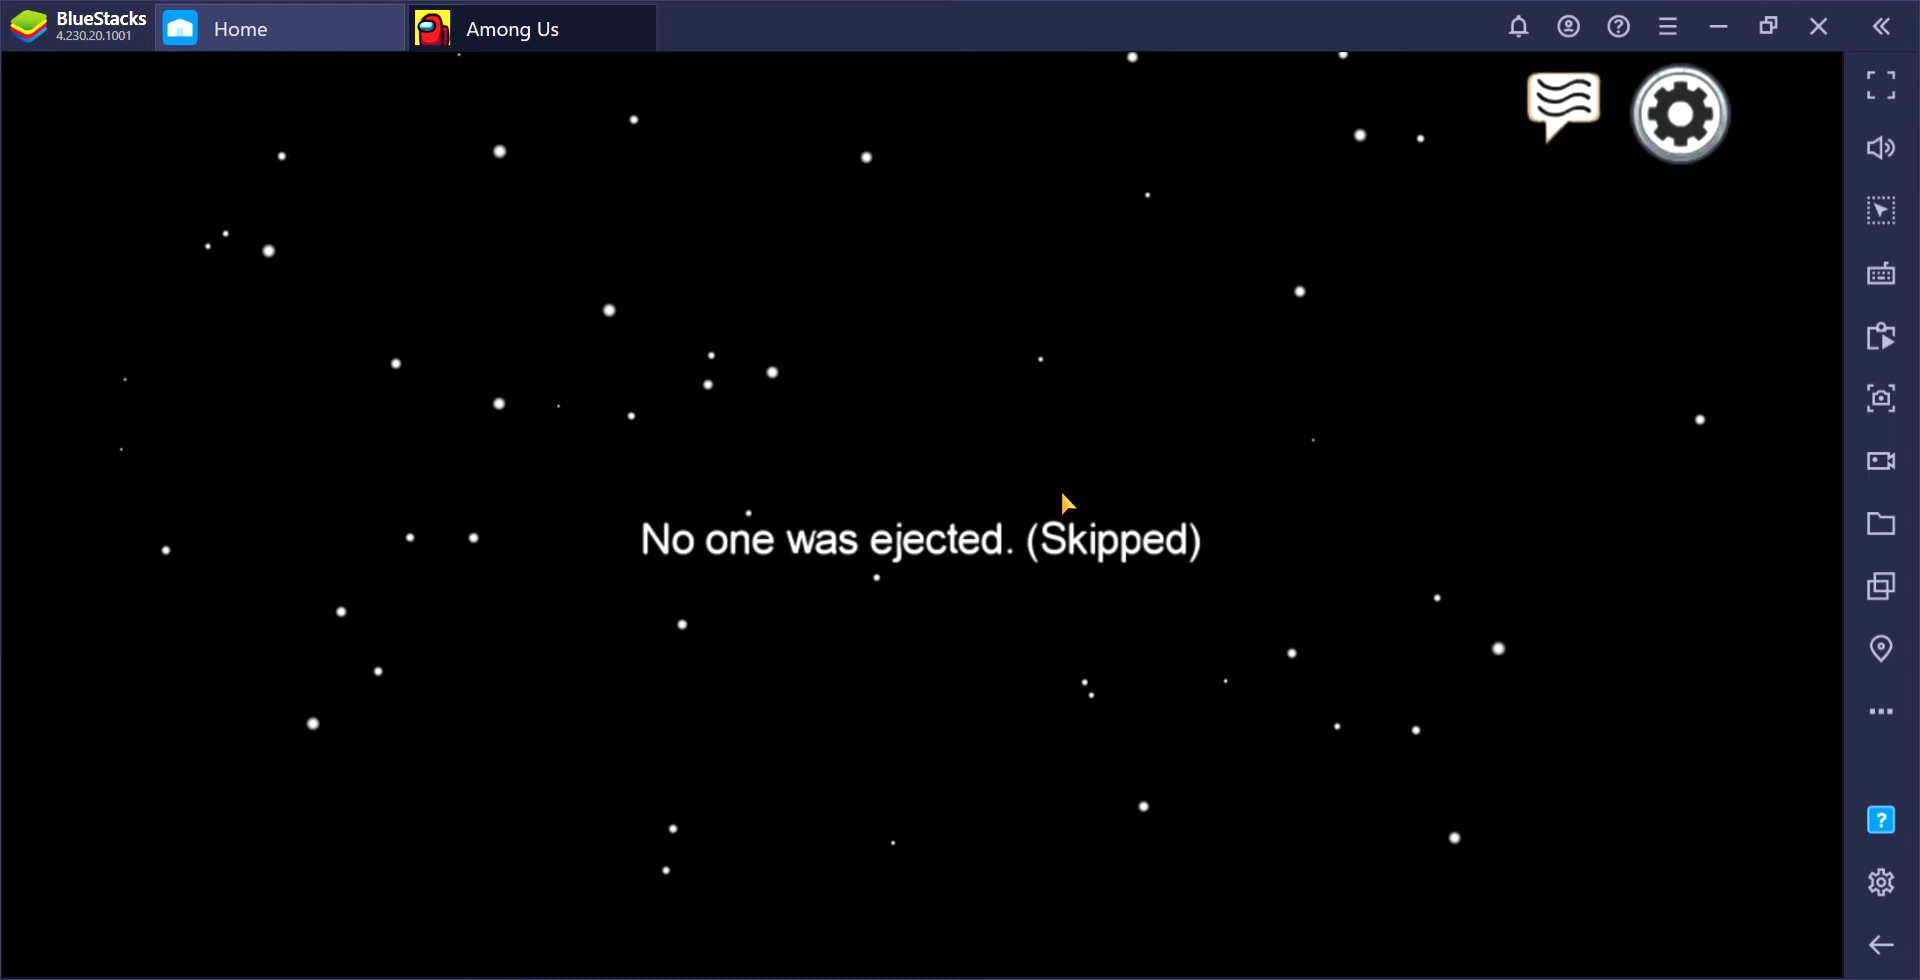 BlueStacks
4.230.20.1001
Home
Among Us
No one was ejected. (Skipped)